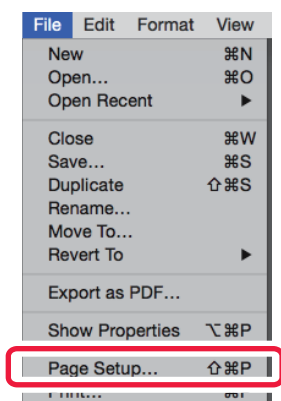 File Edit Format View
New ⌘N
Open... ⌘O
Open Recent ▶
Close ⌘W
Save... ⌘S
Duplicate ⇧⌘S
Rename...
Move To...
Revert To ▶
Export as PDF...
Show Properties ⌥⌘P
Page Setup... ⇧⌘P
Print... ⌘P